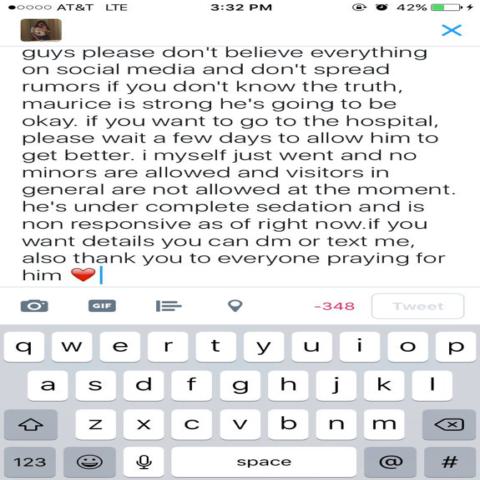 AT&T LTE 3:32 PM 42%
guys please don't believe everything
on social media and don't spread
rumors if you don't know the truth,
maurice is strong he's going to be
okay. if you want to go to the hospital,
please wait a few days to allow him to
get better. i myself just went and no
minors are allowed and visitors in
general are not allowed at the moment.
he's under complete sedation and is
non responsive as of right now.if you
want details you can dm or text me,
also thank you to everyone praying for
him ❤️
GIF -348 Tweet
q w e r t y u i o p
a s d f g h j k l
z x c v b n m
123 space @ #